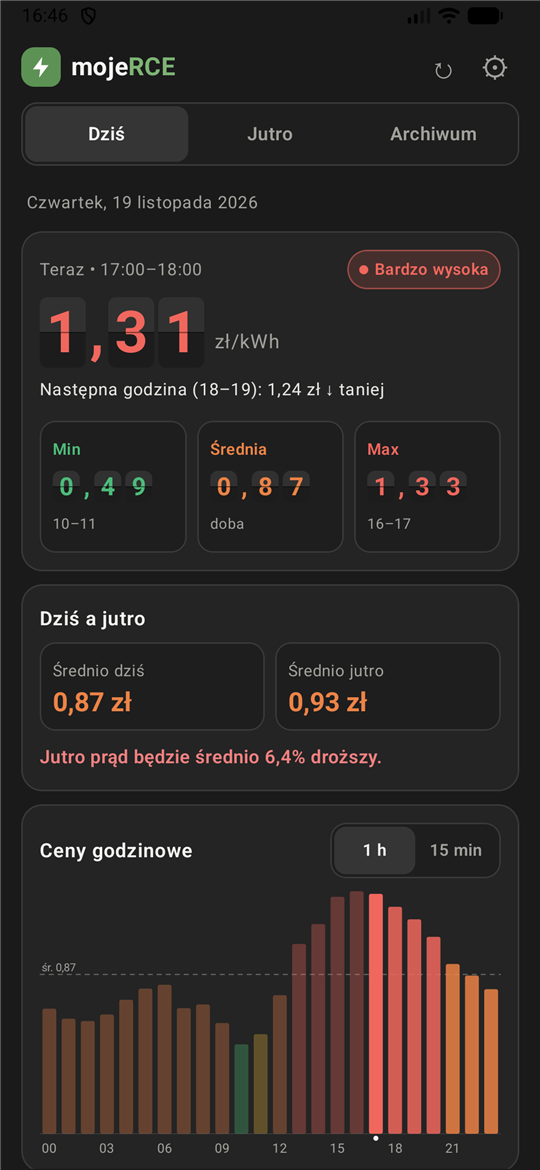 16:46
mojeRCE
Dziś Jutro Archiwum
Czwartek, 19 listopada 2026
Teraz • 17:00–18:00 Bardzo wysoka
1,31 zł/kWh
Następna godzina (18–19): 1,24 zł ↓ taniej
Min Średnia Max
0,49 0,87 1,33
10–11 doba 16–17
Dziś a jutro
Średnio dziś Średnio jutro
0,87 zł 0,93 zł
Jutro prąd będzie średnio 6,4% droższy.
Ceny godzinowe 1 h 15 min
śr. 0,87
00 03 06 09 12 15 18 21